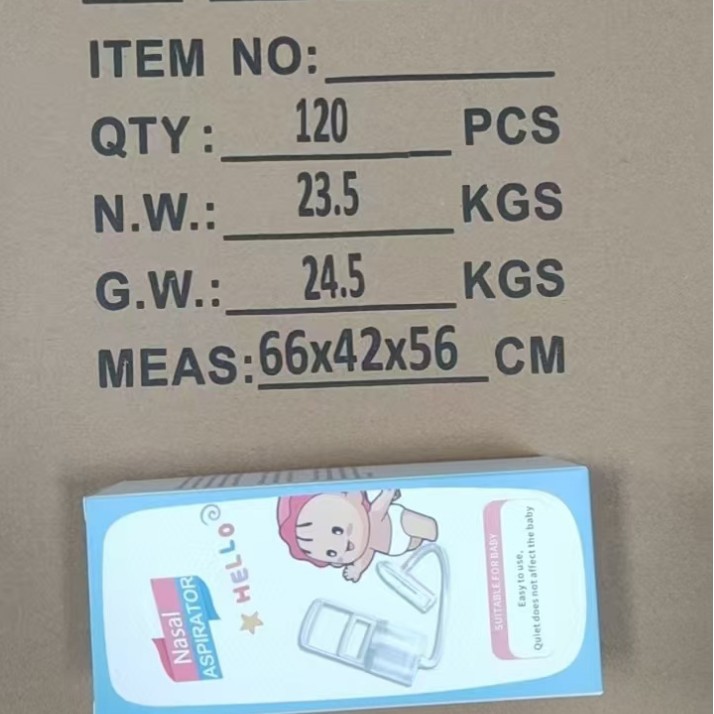 ITEM NO:
QTY: 120 PCS
N.W.: 23.5 KGS
G.W.: 24.5 KGS
MEAS: 66x42x56 CM
Nasal
ASPIRATOR
HELLO
SUITABLE FOR BABY
Easy to use,
Quiet does not affect the baby